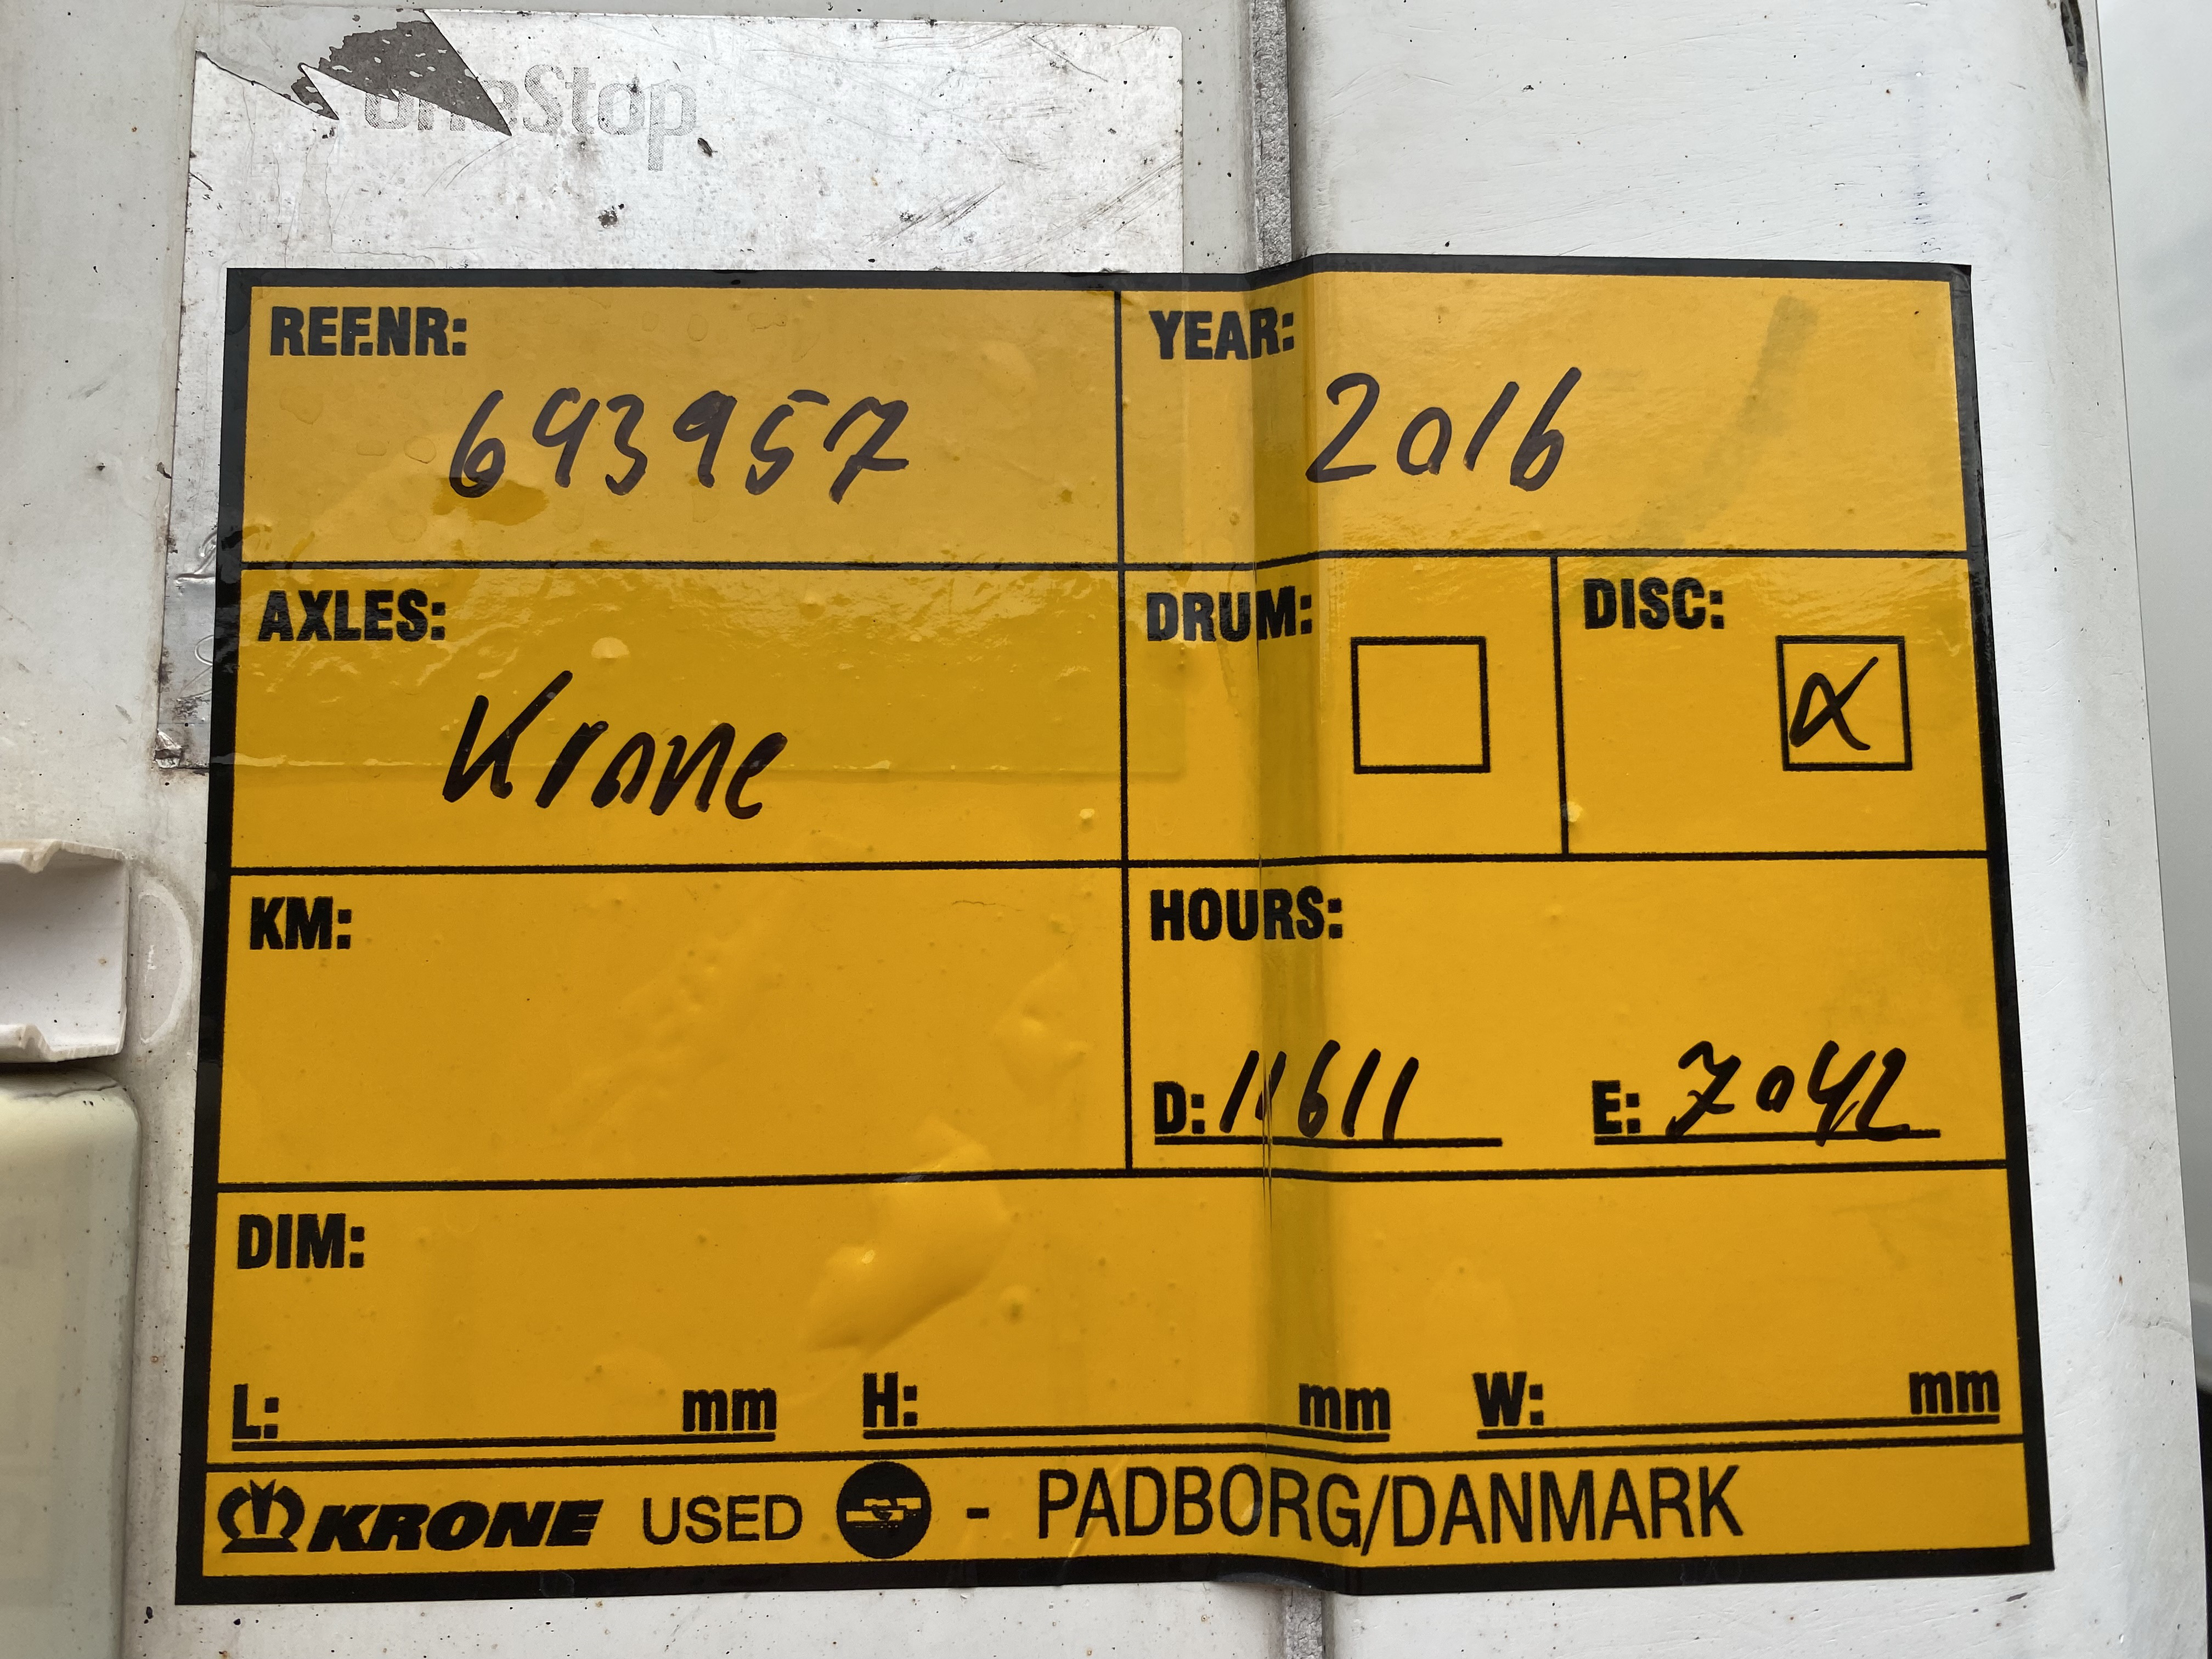 oneStop
REF.NR: YEAR:
693957 2016
AXLES: DRUM: DISC:
Krone
KM: HOURS:
D: 11611 E: 7042
DIM:
L: mm H: mm W: mm
KRONE USED - PADBORG/DANMARK